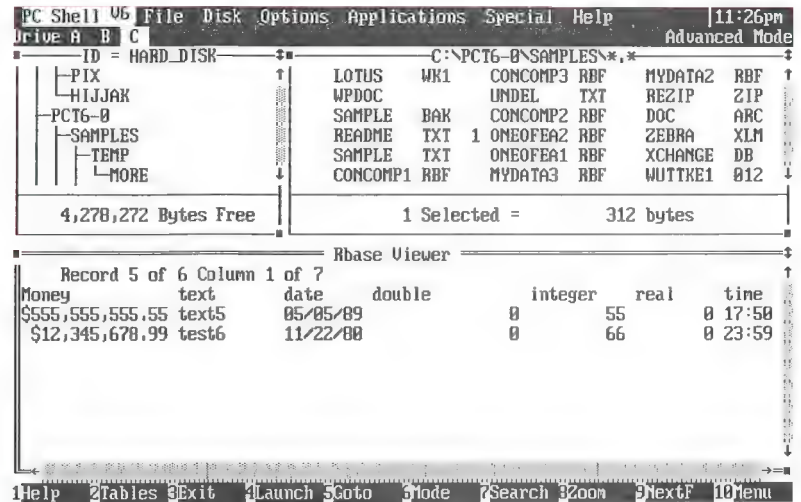 PC Shell V6 File Disk Options Applications Special Help 11:26pm
Drive A B C Advanced Mode
ID = HARD_DISK
C:\PCT6-0\SAMPLES\*.*
PIX LOTUS WK1 CONCOMP3 RBF MYDATA2 RBF
HIJJAK WPDOC UNDEL TXT REZIP ZIP
PCT6-0 SAMPLE BAK CONCOMP2 RBF DOC ARC
SAMPLES README TXT 1 ONEOFEA2 RBF ZEBRA XLM
TEMP SAMPLE TXT ONEOFEA1 RBF XCHANGE DB
MORE CONCOMP1 RBF MYDATA3 RBF WUTTKE1 012
4,278,272 Bytes Free 1 Selected = 312 bytes
Rbase Viewer
Record 5 of 6 Column 1 of 7
Money text date double integer real time
$555,555,555.55 text5 05/05/89 0 55 0 17:50
$12,345,678.99 test6 11/22/80 0 66 0 23:59
1Help 2Tables 3Exit 4Launch 5Goto 6Mode 7Search 8Zoom 9NextF 10Menu